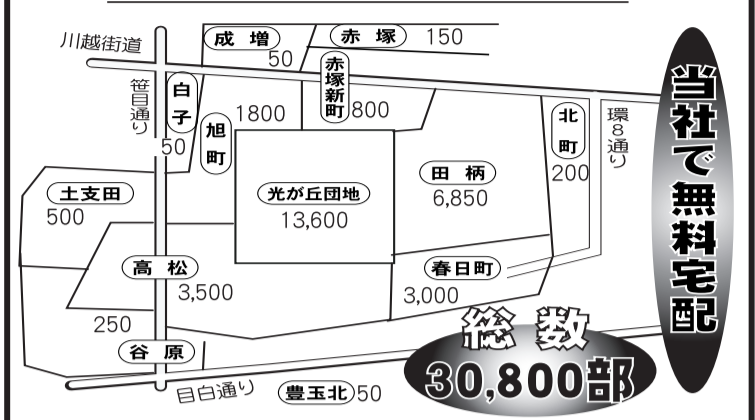 川越街道
成増
50
赤塚
150
笹目通り
白子
50
旭町
1800
赤塚新町
800
北町
200
環8通り
土支田
500
光が丘団地
13,600
田柄
6,850
高松
3,500
春日町
3,000
250
谷原
目白通り
豊玉北
50
総数
30,800部
当社で無料宅配